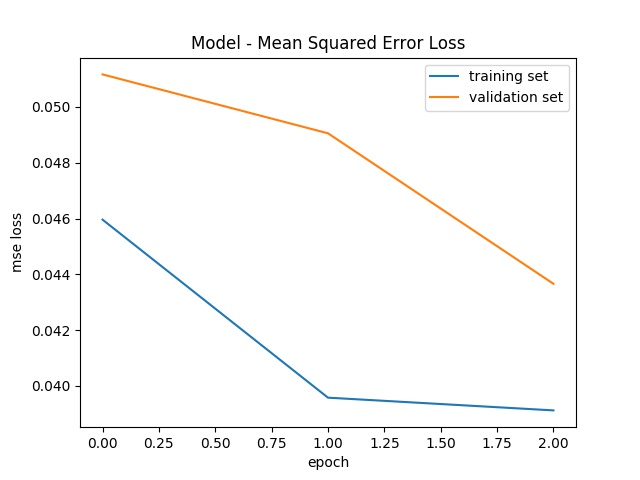 Model - Mean Squared Error Loss
training set
validation set
0.050
0.048
0.046
0.044
0.042
0.040
mse loss
0.00 0.25 0.50 0.75 1.00 1.25 1.50 1.75 2.00
epoch